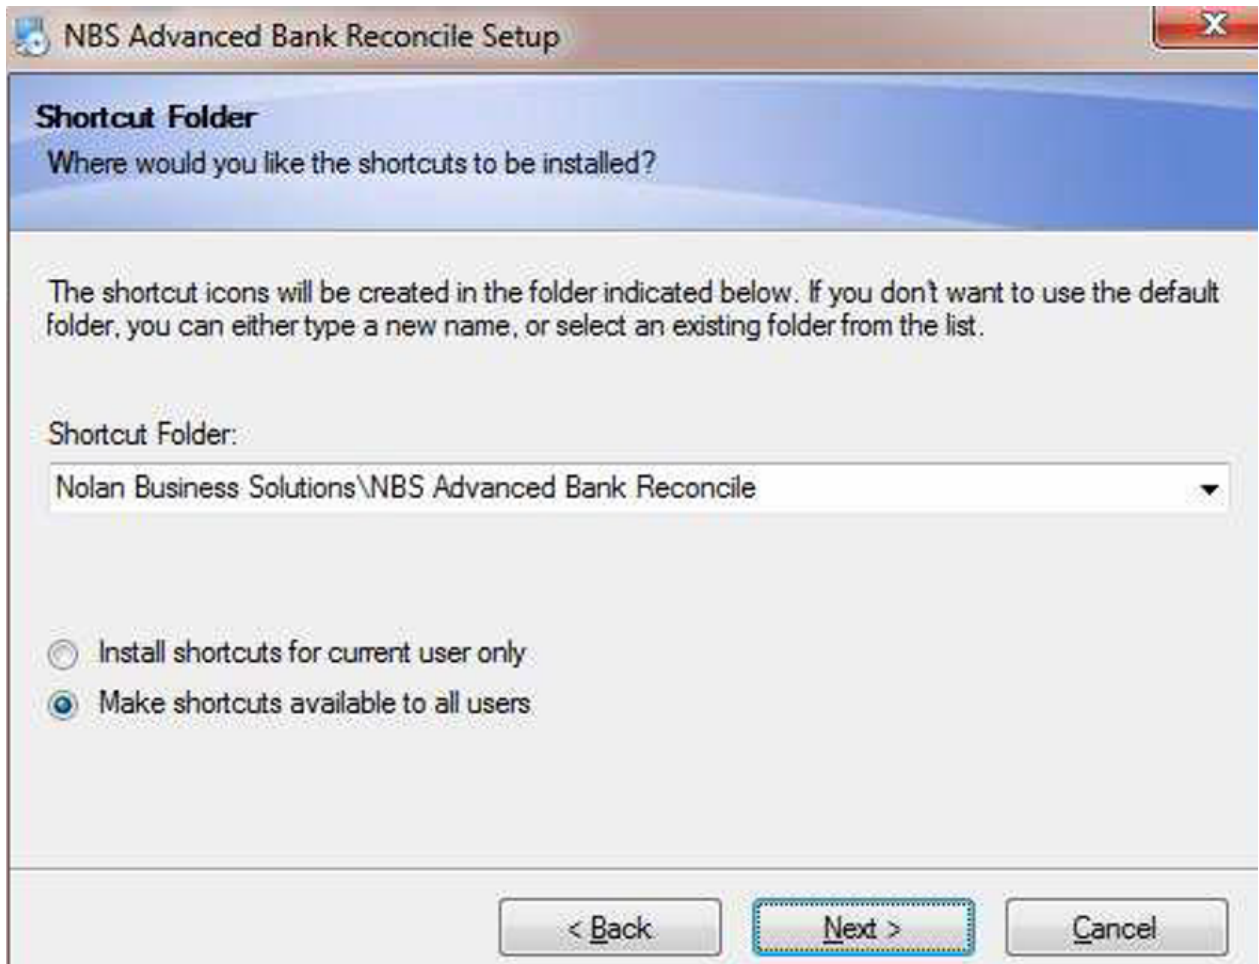 NBS Advanced Bank Reconcile Setup
Shortcut Folder
Where would you like the shortcuts to be installed?
The shortcut icons will be created in the folder indicated below. If you don't want to use the default
folder, you can either type a new name, or select an existing folder from the list.
Shortcut Folder:
Nolan Business Solutions\NBS Advanced Bank Reconcile
Install shortcuts for current user only
Make shortcuts available to all users
< Back
Next >
Cancel